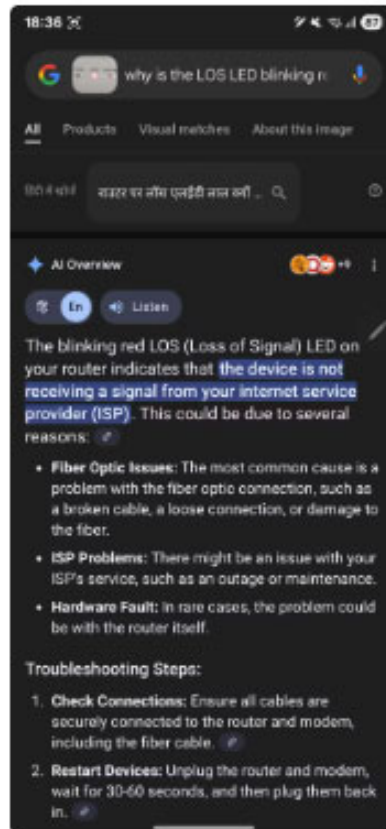 18:36
87
why is the LOS LED blinking r
All Products Visual matches About this image
राउटर पर लॉस एलईडी लाल क्यों ...
AI Overview
+9
हि En Listen
The blinking red LOS (Loss of Signal) LED on
your router indicates that the device is not
receiving a signal from your internet service
provider (ISP). This could be due to several
reasons:
• Fiber Optic Issues: The most common cause is a
problem with the fiber optic connection, such as
a broken cable, a loose connection, or damage to
the fiber.
• ISP Problems: There might be an issue with your
ISP's service, such as an outage or maintenance.
• Hardware Fault: In rare cases, the problem could
be with the router itself.
Troubleshooting Steps:
1. Check Connections: Ensure all cables are
securely connected to the router and modem,
including the fiber cable.
2. Restart Devices: Unplug the router and modem,
wait for 30-60 seconds, and then plug them back
in.